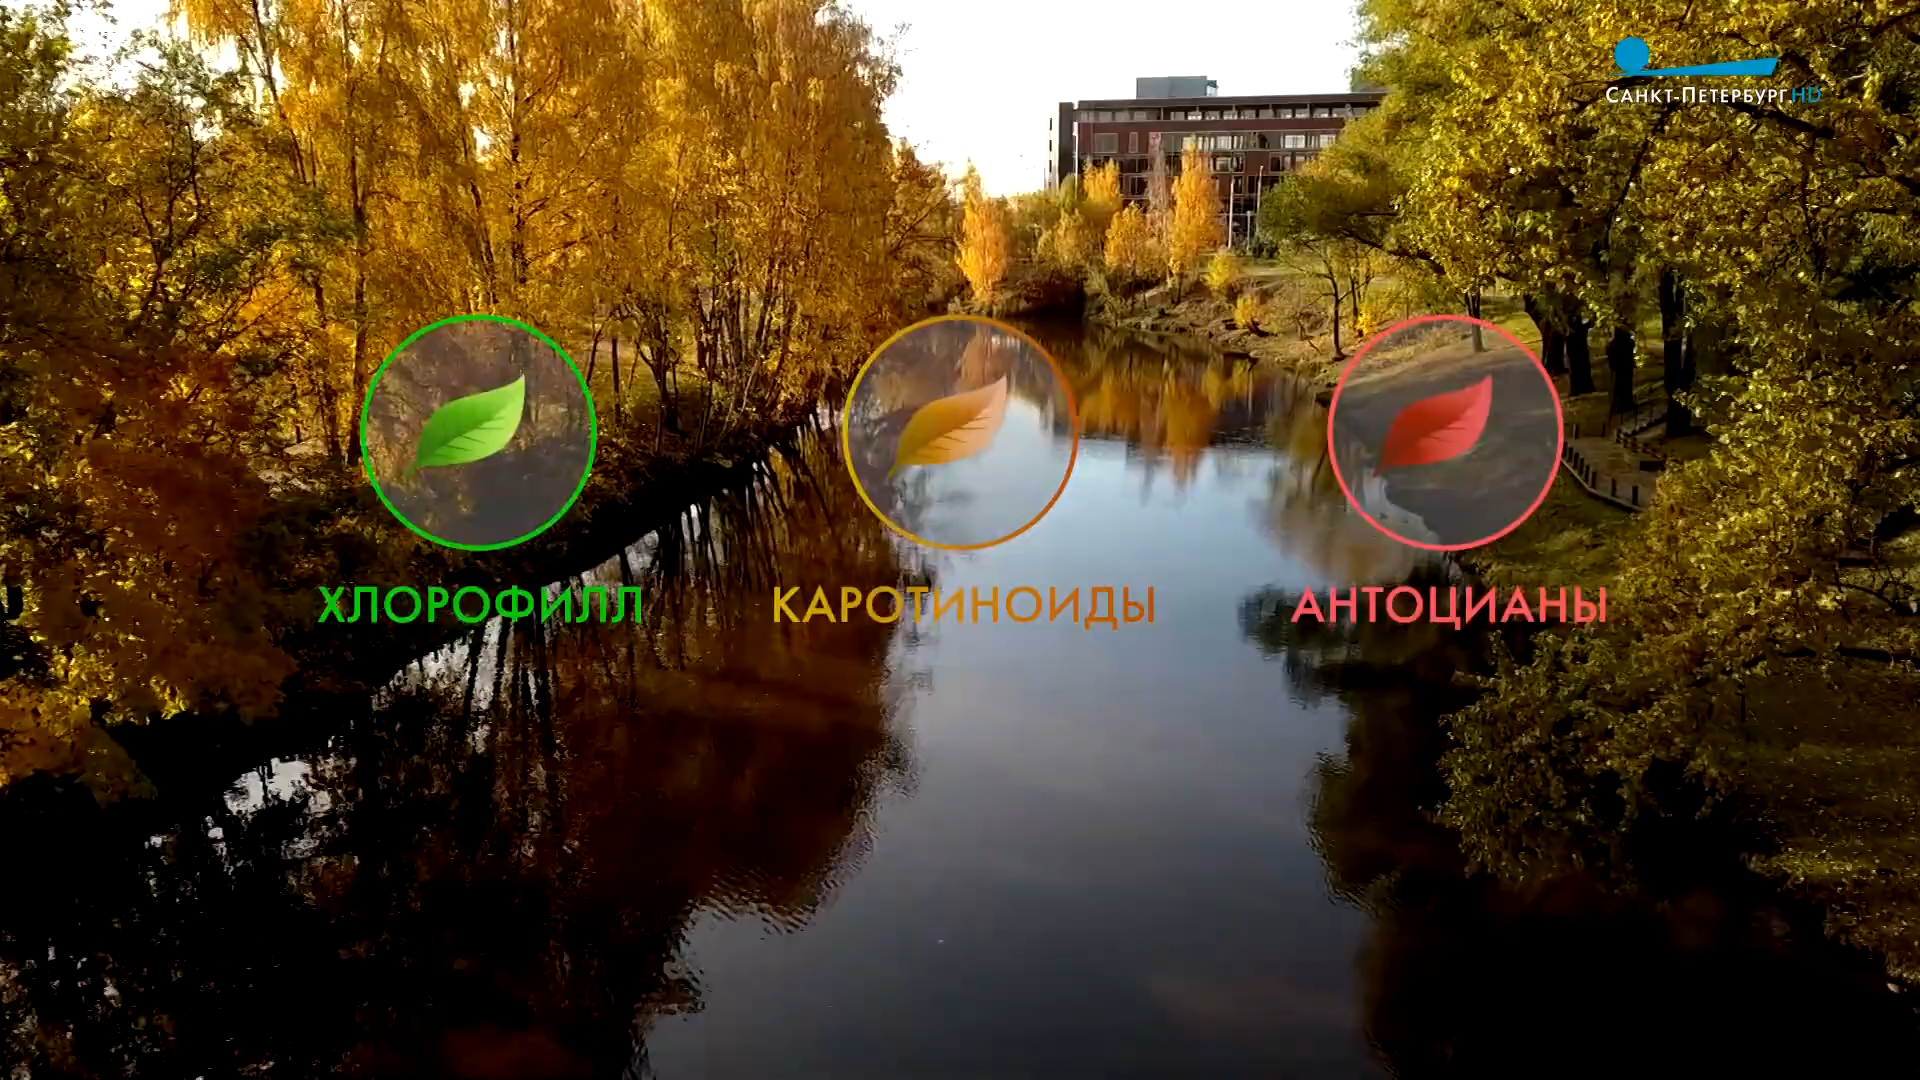 Санкт-Петербург.HD
ХЛОРОФИЛЛ
КАРОТИНОИДЫ
АНТОЦИАНЫ